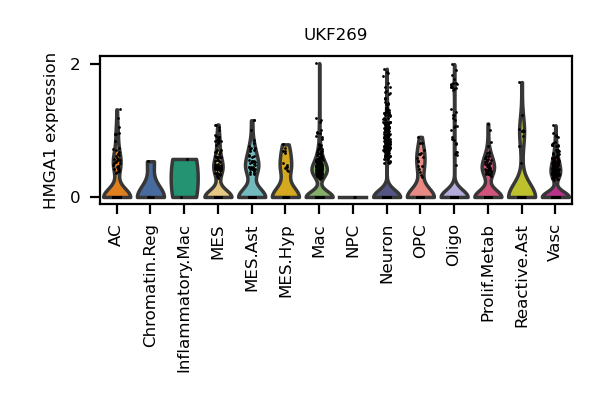 UKF269
HMGA1 expression
2
0
AC
Chromatin.Reg
Inflammatory.Mac
MES
MES.Ast
MES.Hyp
Mac
NPC
Neuron
OPC
Oligo
Prolif.Metab
Reactive.Ast
Vasc